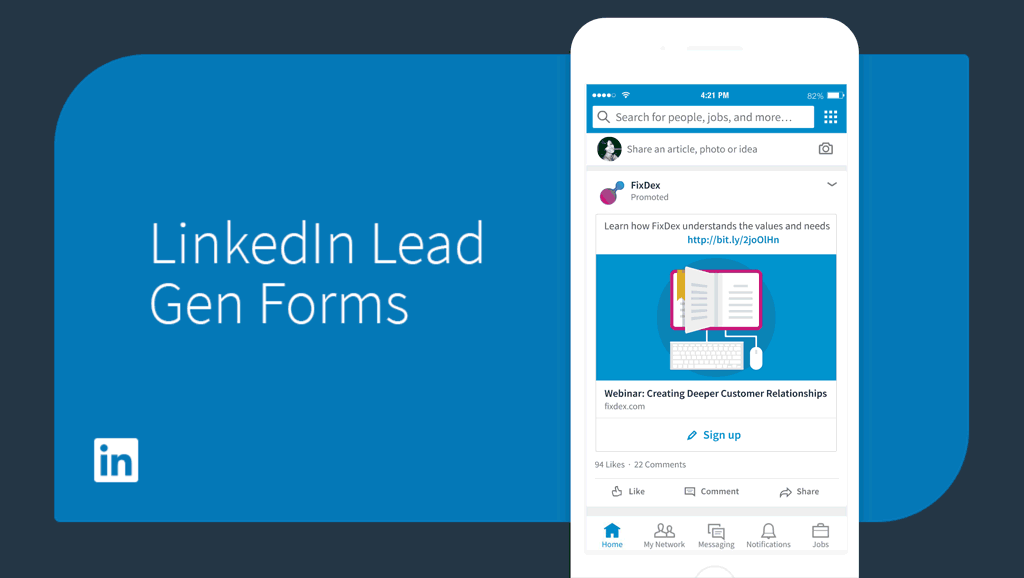 LinkedIn Lead
Gen Forms
in
4:21 PM
82%
Search for people, jobs, and more...
Share an article, photo or idea
FixDex
Promoted
Learn how FixDex understands the values and needs
http://bit.ly/2joOlHn
Webinar: Creating Deeper Customer Relationships
fixdex.com
Sign up
94 Likes · 22 Comments
Like Comment Share
Home My Network Messaging Notifications Jobs